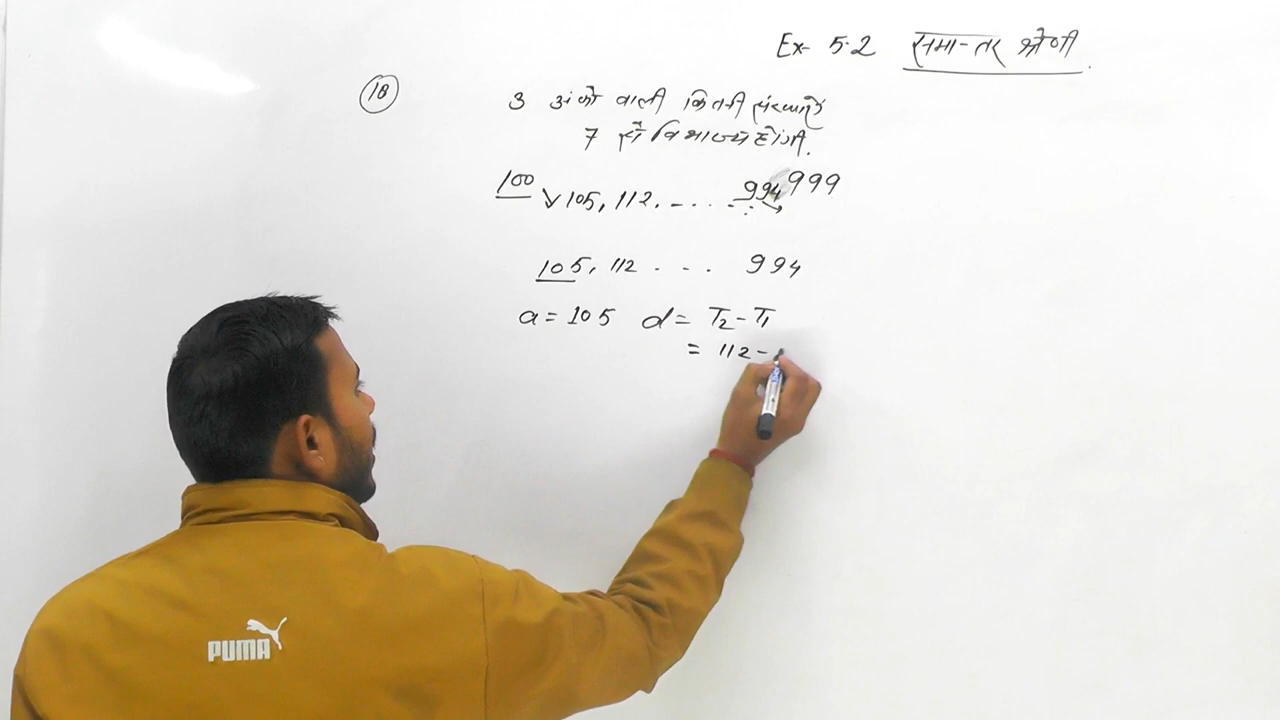 Ex- 5.2 समान्तर श्रेणी
18
3 अंको वाली कितनी संख्याऐं
7 से विभाज्य होंगी.
100 105, 112, - ... 994 999
105, 112 ... 994
a = 105 d = T₂ - T₁
= 112 -
PUMA